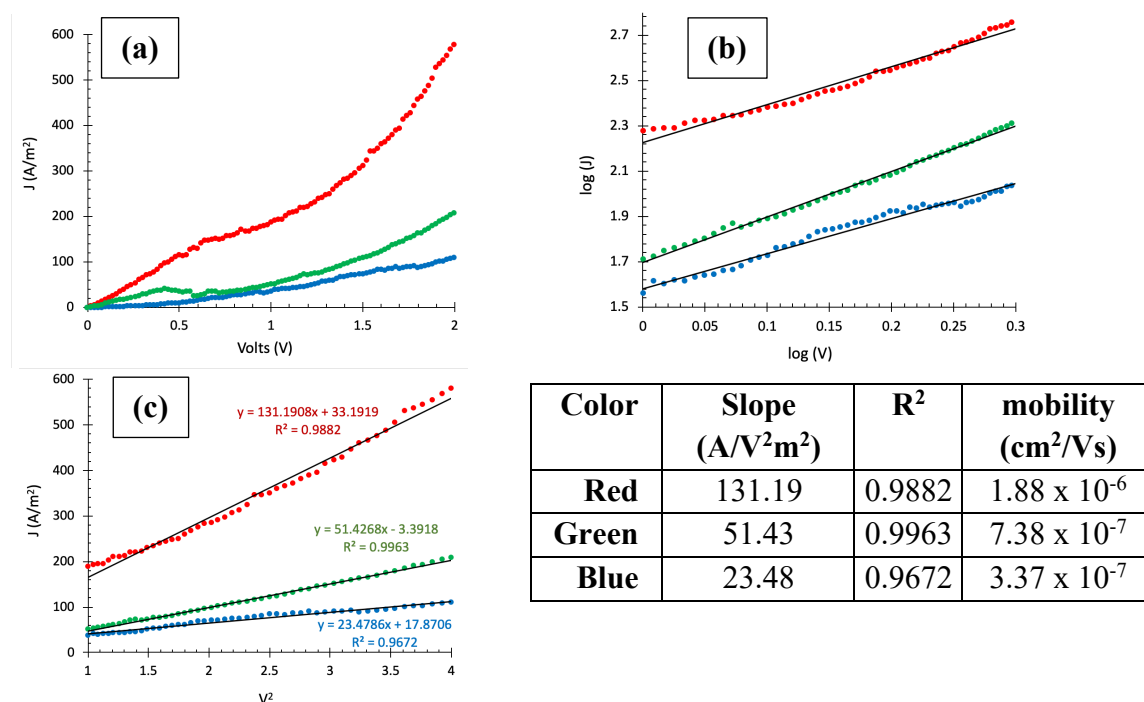 (a)
600
500
400
300
200
100
0
J (A/m²)
0 0.5 1 1.5 2
Volts (V)
(b)
2.7
2.5
2.3
2.1
1.9
1.7
1.5
log (J)
0 0.05 0.1 0.15 0.2 0.25 0.3
log (V)
(c)
600
500
400
300
200
100
0
J (A/m²)
y = 131.1908x + 33.1919
R² = 0.9882
y = 51.4268x - 3.3918
R² = 0.9963
y = 23.4786x + 17.8706
R² = 0.9672
1 1.5 2 2.5 3 3.5 4
V²
Color Slope R² mobility
(A/V²m²) (cm²/Vs)
Red 131.19 0.9882 1.88 x 10⁻⁶
Green 51.43 0.9963 7.38 x 10⁻⁷
Blue 23.48 0.9672 3.37 x 10⁻⁷